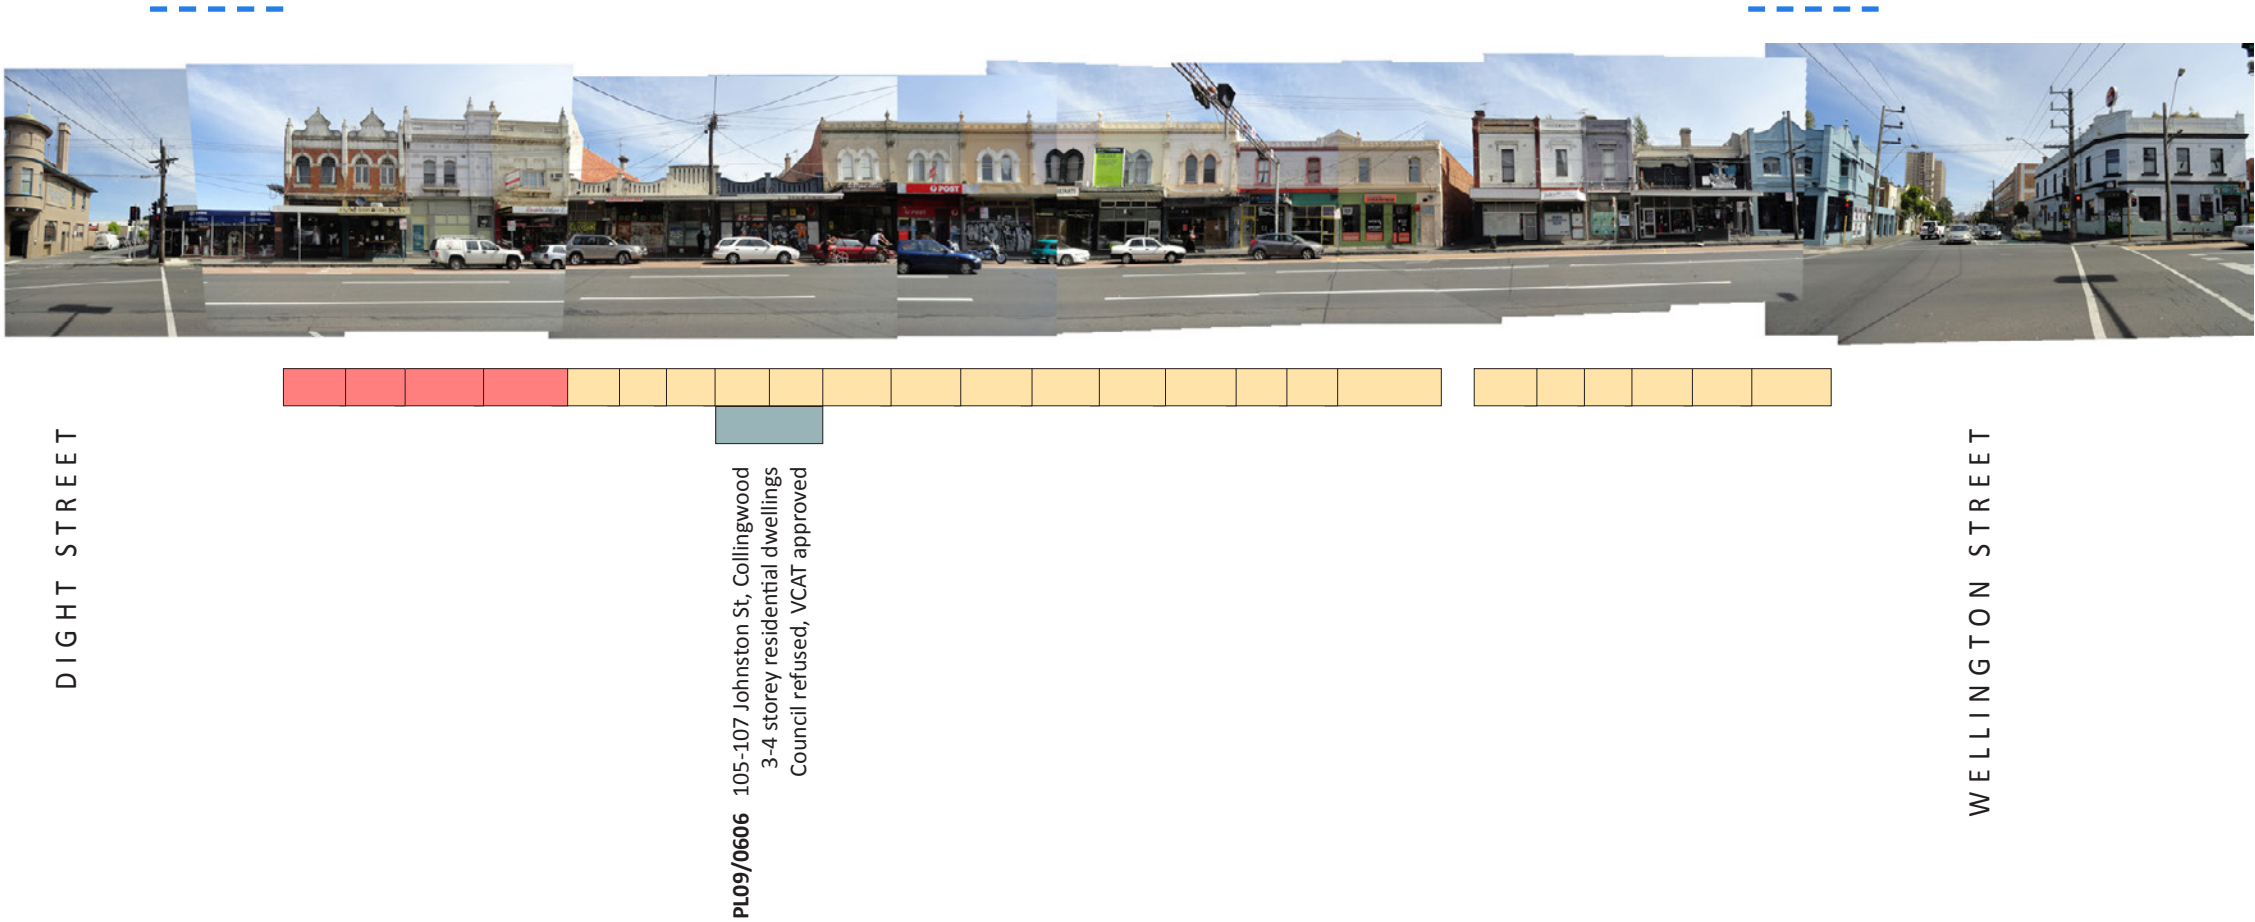 POST
DIGHT STREET
PL09/0606 105-107 Johnston St, Collingwood
3-4 storey residential dwellings
Council refused, VCAT approved
WELLINGTON STREET